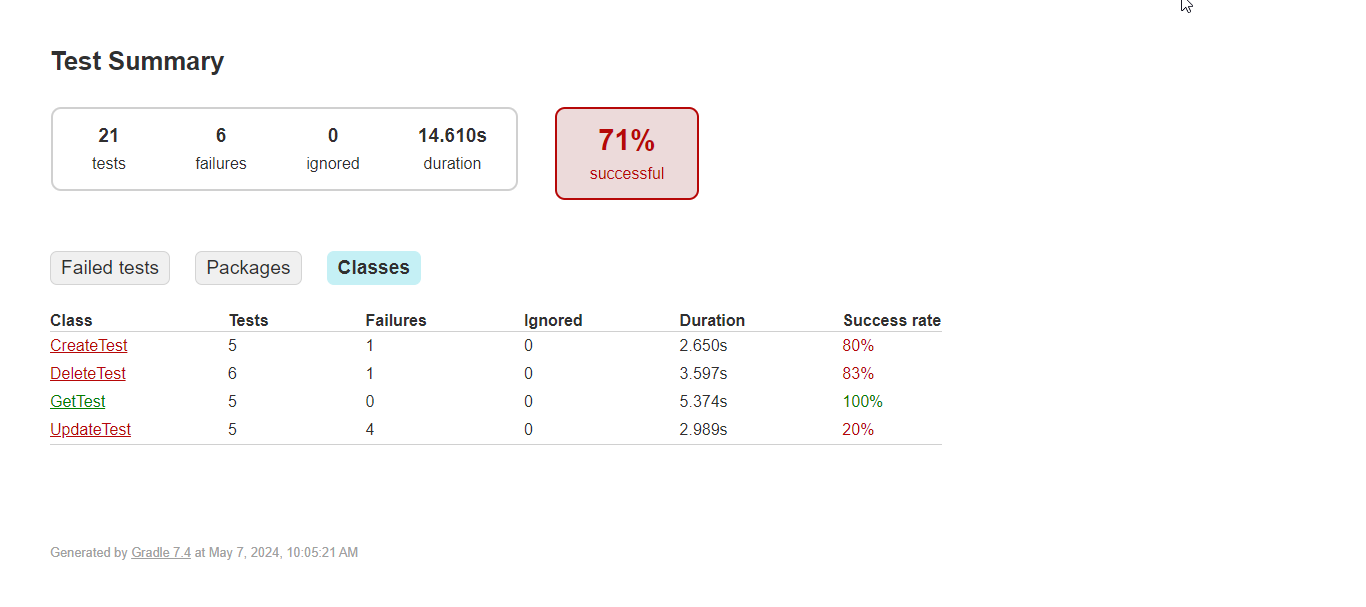 Test Summary
21 6 0 14.610s
tests failures ignored duration
71%
successful
Failed tests Packages Classes
Class Tests Failures Ignored Duration Success rate
CreateTest 5 1 0 2.650s 80%
DeleteTest 6 1 0 3.597s 83%
GetTest 5 0 0 5.374s 100%
UpdateTest 5 4 0 2.989s 20%
Generated by Gradle 7.4 at May 7, 2024, 10:05:21 AM